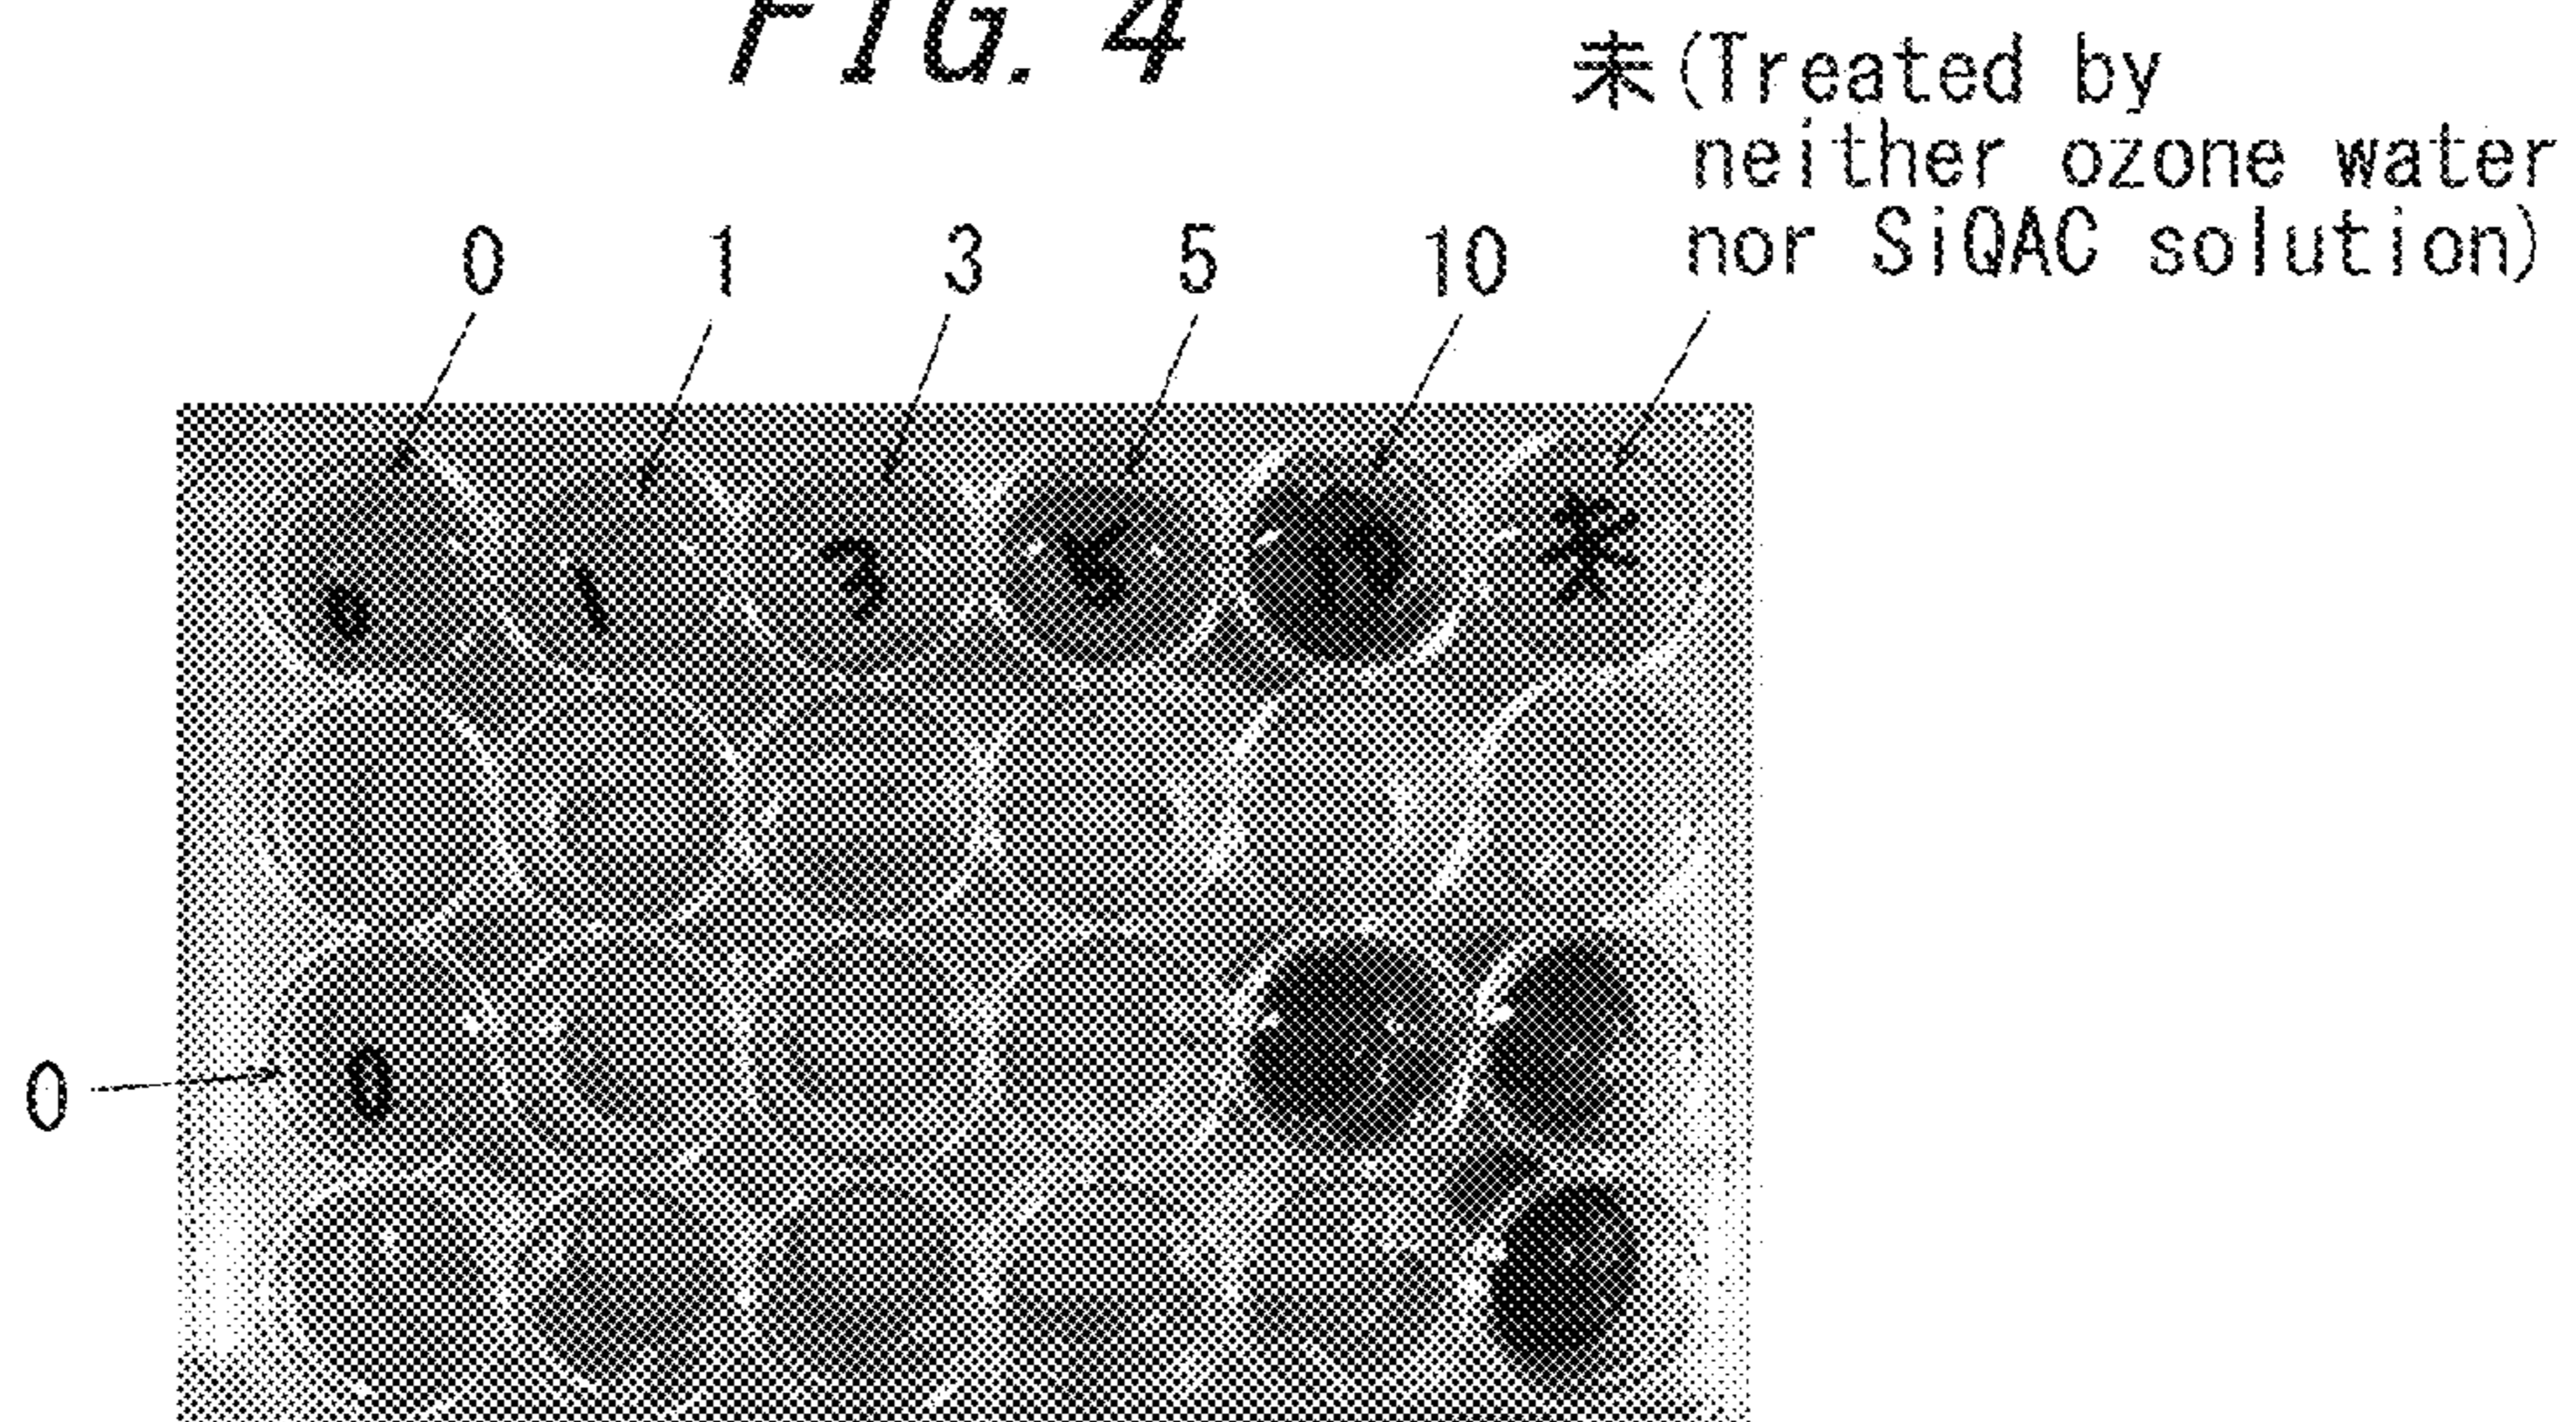 FIG. 4
未(Treated by
neither ozone water
nor SiQAC solution)
0 1 3 5 10
0 1 3 5 10 未
0
0